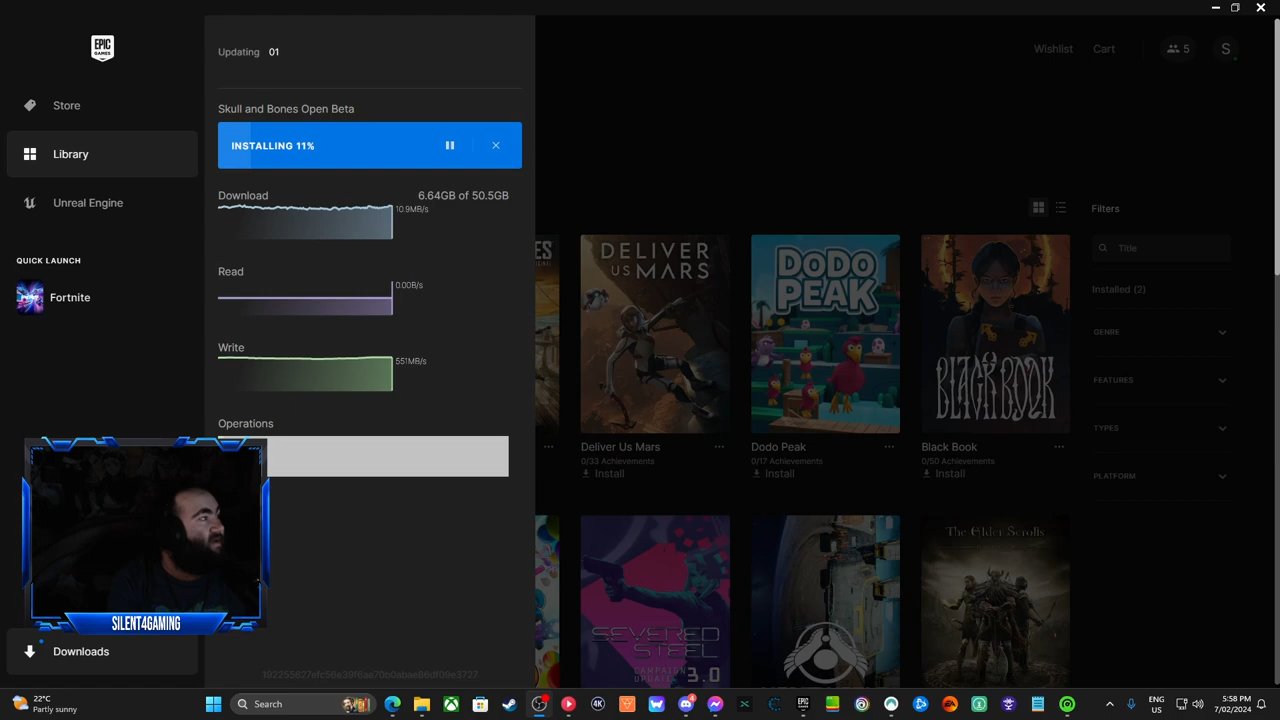 EPIC
GAMES
Store
Library
Unreal Engine
QUICK LAUNCH
Fortnite
Updating 01
Skull and Bones Open Beta
INSTALLING 11%
Download 6.64GB of 50.5GB
10.9MB/s
Read
0.00B/s
Write
551MB/s
Operations
SILENT4GAMING
Downloads
Wishlist
Cart
5
S
Filters
Title
Installed (2)
GENRE
FEATURES
TYPES
PLATFORM
DELIVER
US MARS
DODO
PEAK
BLACK BOOK
Deliver Us Mars
0/33 Achievements
Install
Dodo Peak
0/17 Achievements
Install
Black Book
0/50 Achievements
Install
SEVERED
STEEL
CAMPAIGN
UPDATE
3.0
The Elder Scrolls
22°C
Partly sunny
Search
4K
4
EPIC
GAMES
ENG
US
5:58 PM
7/02/2024